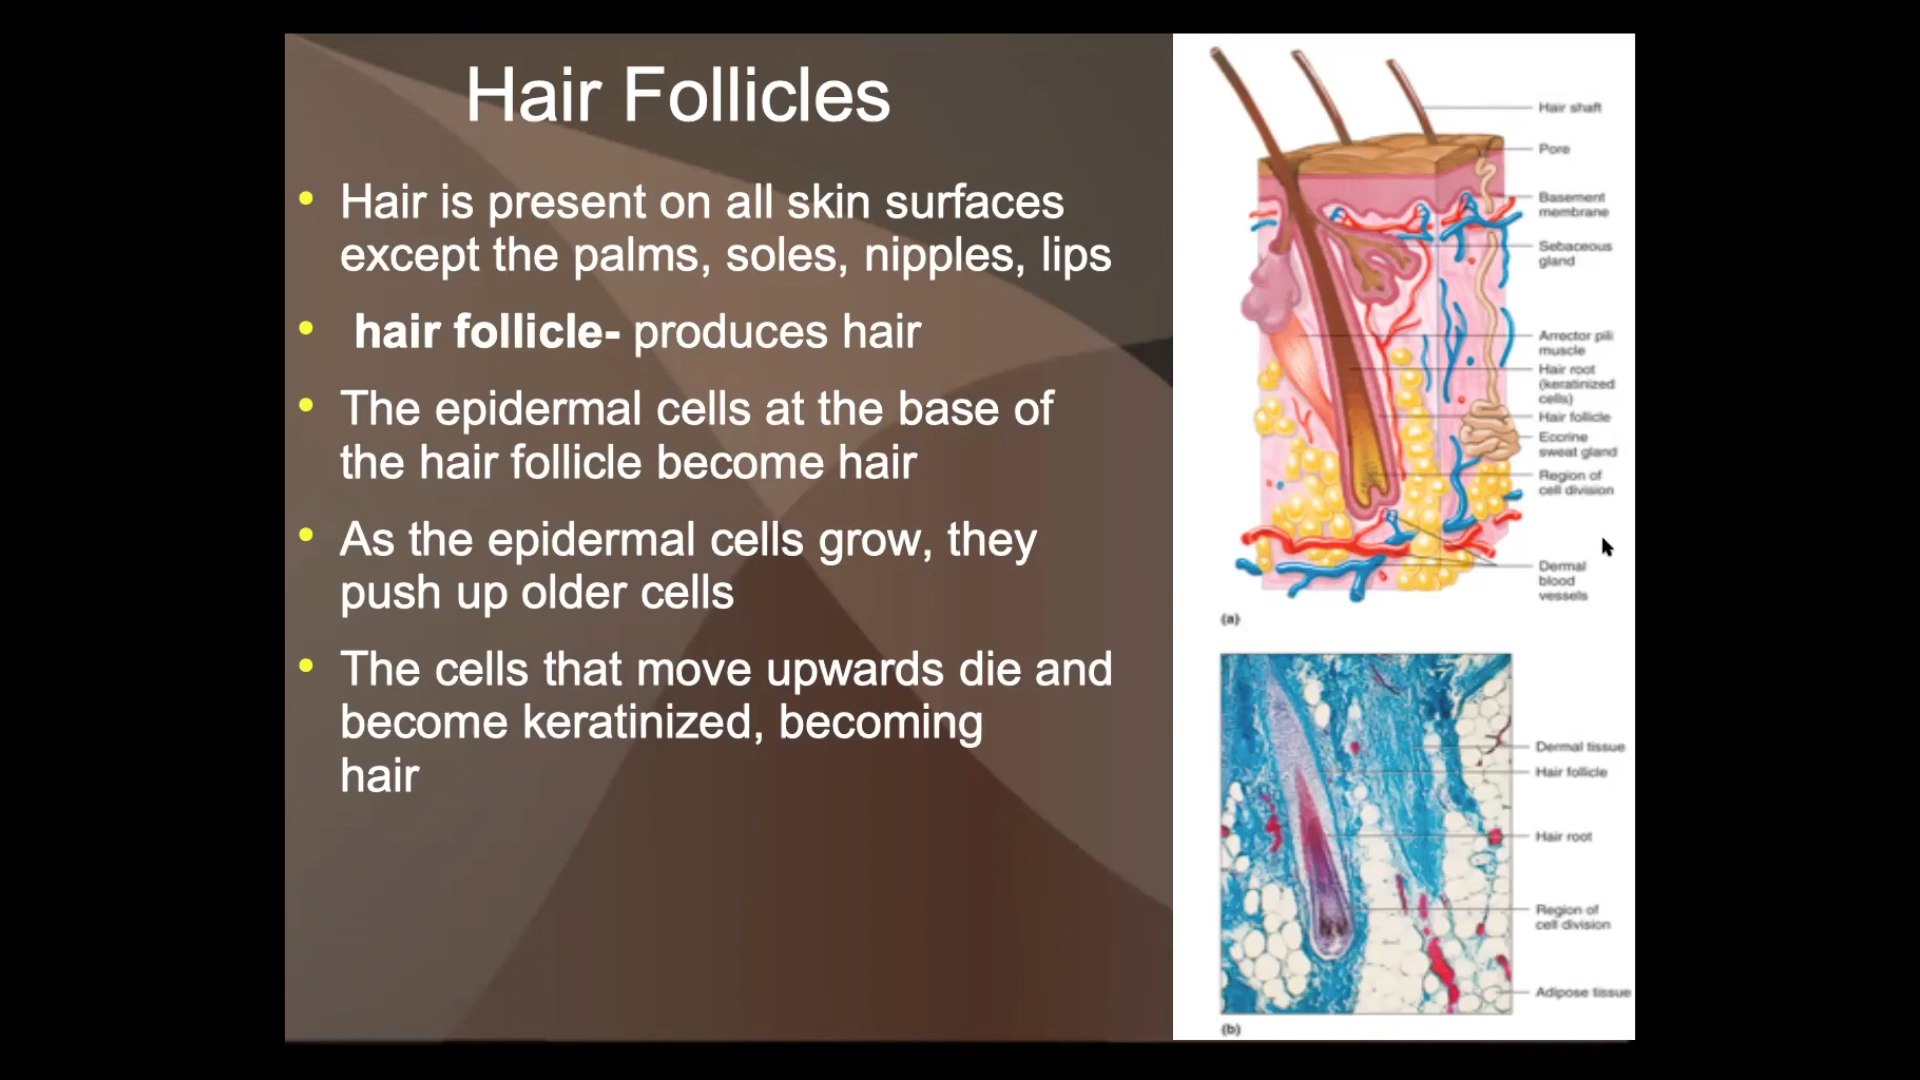 Hair Follicles
• Hair is present on all skin surfaces
except the palms, soles, nipples, lips
• hair follicle- produces hair
• The epidermal cells at the base of
the hair follicle become hair
• As the epidermal cells grow, they
push up older cells
• The cells that move upwards die and
become keratinized, becoming
hair
Hair shaft
Pore
Basement
membrane
Sebaceous
gland
Arrector pili
muscle
Hair root
(keratinized
cells)
Hair follicle
Eccrine
sweat gland
Region of
cell division
Dermal
blood
vessels
(a)
Dermal tissue
Hair follicle
Hair root
Region of
cell division
Adipose tissue
(b)